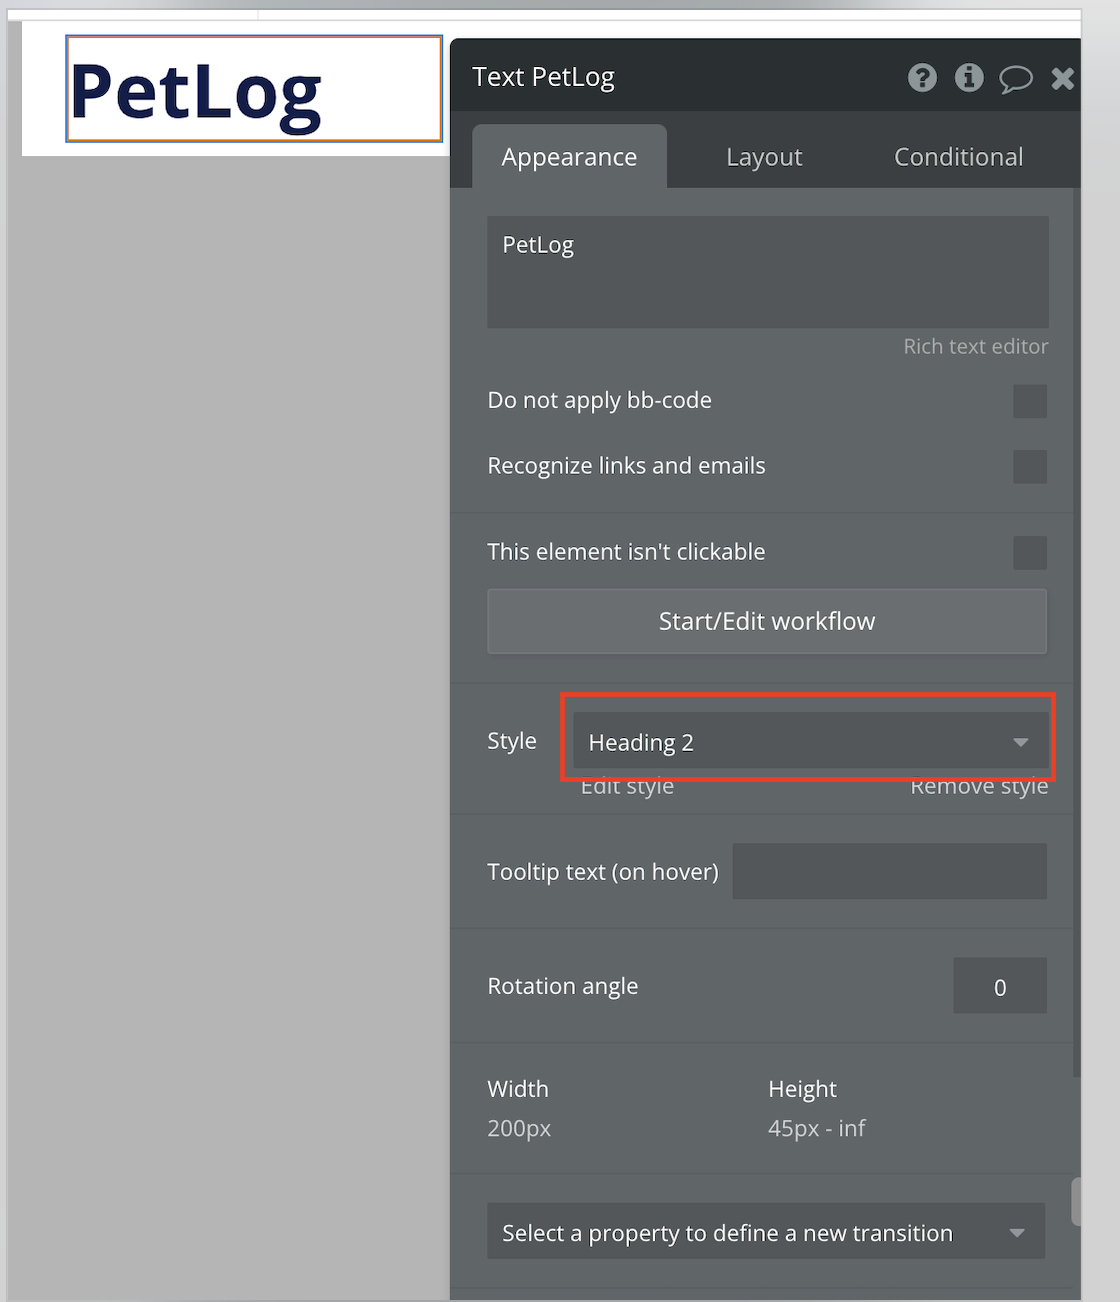 PetLog
Text PetLog
Appearance Layout Conditional
PetLog
Rich text editor
Do not apply bb-code
Recognize links and emails
This element isn't clickable
Start/Edit workflow
Style Heading 2
Edit style Remove style
Tooltip text (on hover)
Rotation angle 0
Width Height
200px 45px - inf
Select a property to define a new transition